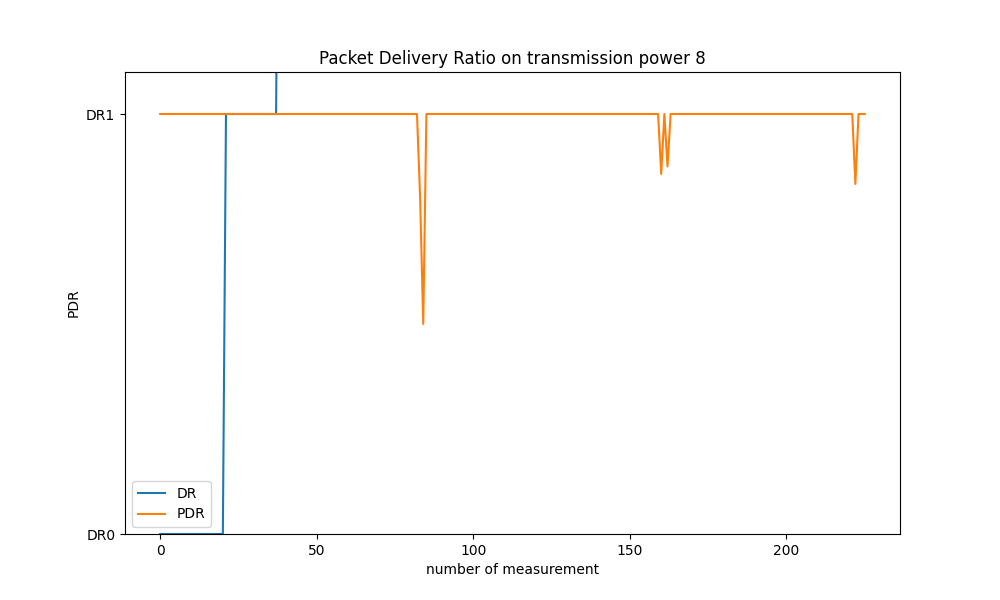 Packet Delivery Ratio on transmission power 8
DR1
PDR
DR0
DR
PDR
0 50 100 150 200
number of measurement